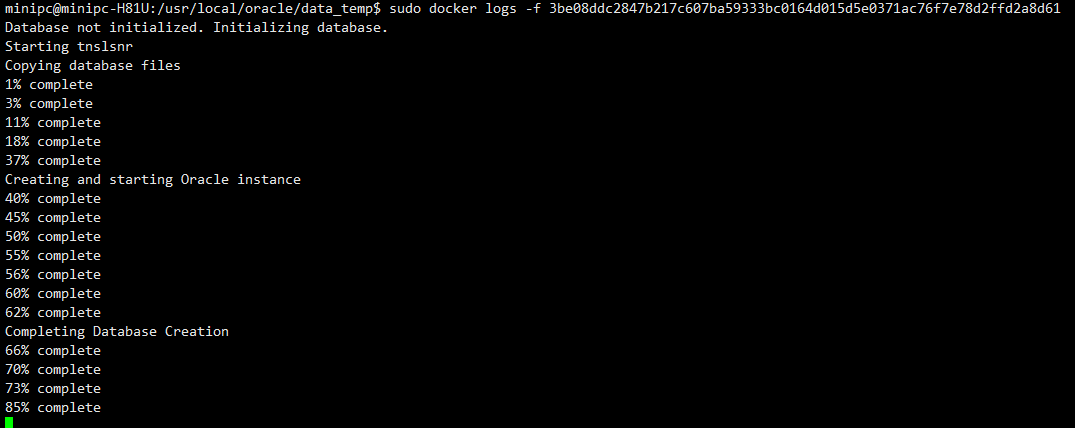 minipc@minipc-H81U:/usr/local/oracle/data_temp$ sudo docker logs -f 3be08ddc2847b217c607ba59333bc0164d015d5e0371ac76f7e78d2ffd2a8d61
Database not initialized. Initializing database.
Starting tnslsnr
Copying database files
1% complete
3% complete
11% complete
18% complete
37% complete
Creating and starting Oracle instance
40% complete
45% complete
50% complete
55% complete
56% complete
60% complete
62% complete
Completing Database Creation
66% complete
70% complete
73% complete
85% complete